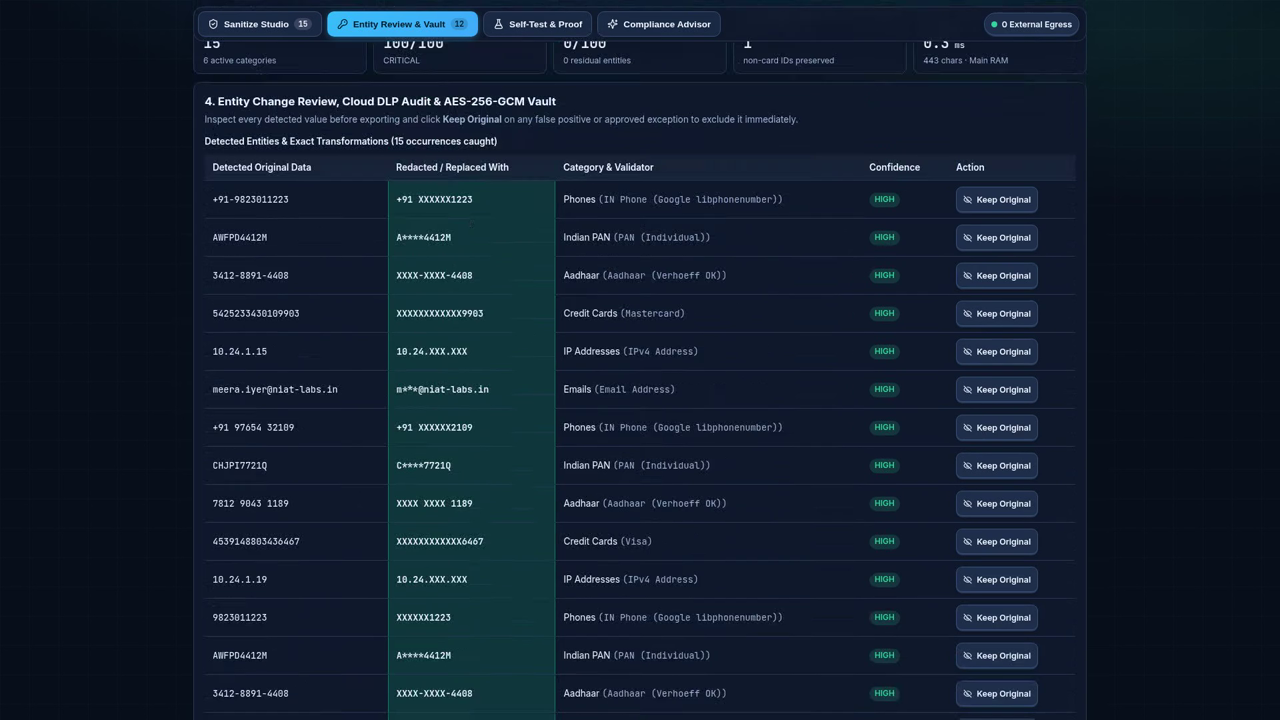 Sanitize Studio 15 Entity Review & Vault 12 Self-Test & Proof Compliance Advisor 0 External Egress
15 100/100 0/100 1 0.3 ms
6 active categories CRITICAL 0 residual entities non-card IDs preserved 443 chars · Main RAM
4. Entity Change Review, Cloud DLP Audit & AES-256-GCM Vault
Inspect every detected value before exporting and click Keep Original on any false positive or approved exception to exclude it immediately.
Detected Entities & Exact Transformations (15 occurrences caught)
Detected Original Data Redacted / Replaced With Category & Validator Confidence Action
+91-9823011223 +91 XXXXXX1223 Phones (IN Phone (Google libphonenumber)) HIGH Keep Original
AWFPD4412M A****4412M Indian PAN (PAN (Individual)) HIGH Keep Original
3412-8891-4408 XXXX-XXXX-4408 Aadhaar (Aadhaar (Verhoeff OK)) HIGH Keep Original
5425233430109903 XXXXXXXXXXXX9903 Credit Cards (Mastercard) HIGH Keep Original
10.24.1.15 10.24.XXX.XXX IP Addresses (IPv4 Address) HIGH Keep Original
meera.iyer@niat-labs.in m***@niat-labs.in Emails (Email Address) HIGH Keep Original
+91 97654 32109 +91 XXXXXX2109 Phones (IN Phone (Google libphonenumber)) HIGH Keep Original
CHJPI7721Q C****7721Q Indian PAN (PAN (Individual)) HIGH Keep Original
7812 9043 1189 XXXX XXXX 1189 Aadhaar (Aadhaar (Verhoeff OK)) HIGH Keep Original
4539148803436467 XXXXXXXXXXXX6467 Credit Cards (Visa) HIGH Keep Original
10.24.1.19 10.24.XXX.XXX IP Addresses (IPv4 Address) HIGH Keep Original
9823011223 XXXXXX1223 Phones (IN Phone (Google libphonenumber)) HIGH Keep Original
AWFPD4412M A****4412M Indian PAN (PAN (Individual)) HIGH Keep Original
3412-8891-4408 XXXX-XXXX-4408 Aadhaar (Aadhaar (Verhoeff OK)) HIGH Keep Original